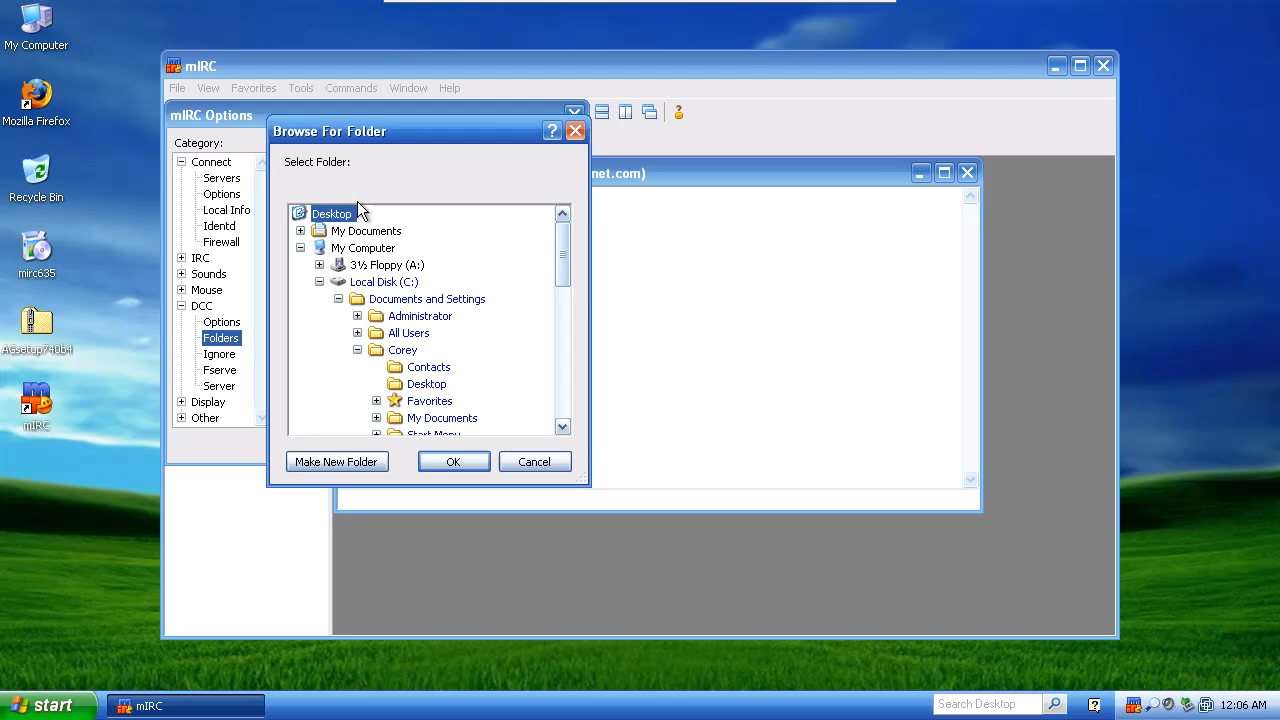 My Computer
Mozilla Firefox
Recycle Bin
mirc635
AGsetup740b4
mIRC
mIRC
File View Favorites Tools Commands Window Help
mIRC Options
Category:
Connect
Servers
Options
Local Info
Identd
Firewall
IRC
Sounds
Mouse
DCC
Options
Folders
Ignore
Fserve
Server
Display
Other
net.com)
Browse For Folder
Select Folder:
Desktop
My Documents
My Computer
3½ Floppy (A:)
Local Disk (C:)
Documents and Settings
Administrator
All Users
Corey
Contacts
Desktop
Favorites
My Documents
Start Menu
Make New Folder OK Cancel
start mIRC Search Desktop 12:06 AM